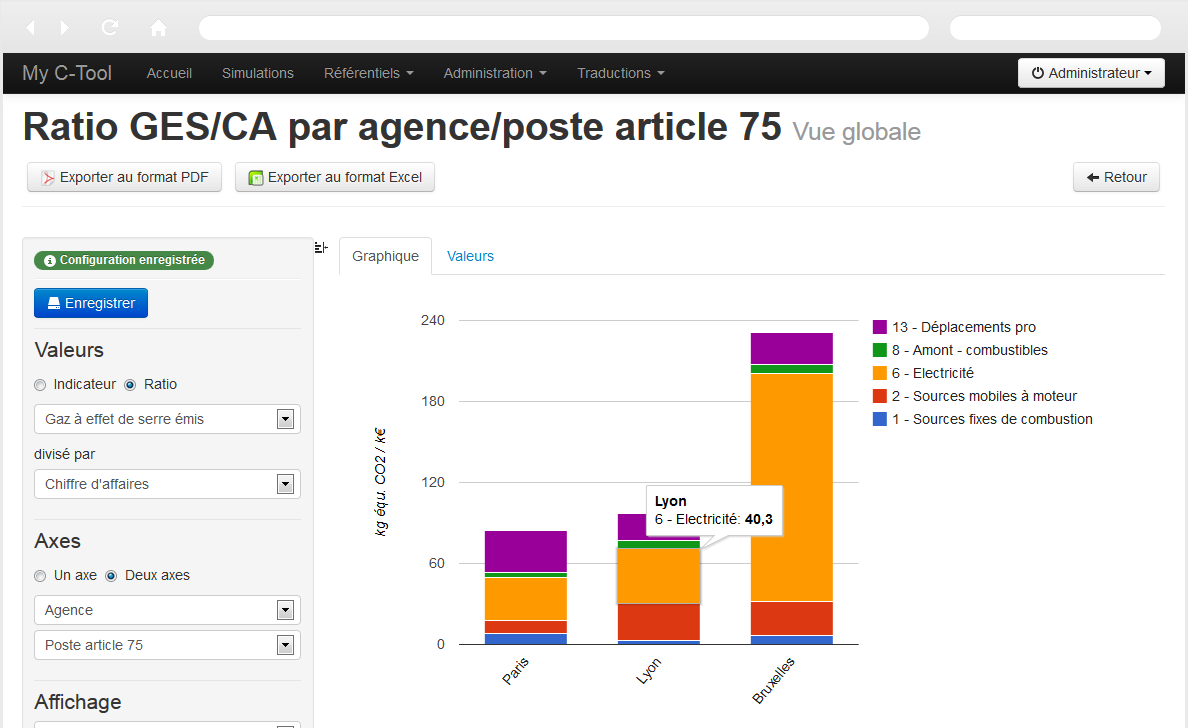 My C-Tool Accueil Simulations Référentiels Administration Traductions Administrateur
Ratio GES/CA par agence/poste article 75 Vue globale
Exporter au format PDF Exporter au format Excel Retour
Configuration enregistrée
Enregistrer
Valeurs
Indicateur Ratio
Gaz à effet de serre émis
divisé par
Chiffre d'affaires
Axes
Un axe Deux axes
Agence
Poste article 75
Affichage
Graphique Valeurs
240
180
120
60
0
kg équ. CO2 / k€
Lyon
6 - Electricité: 40,3
Paris Lyon Bruxelles
13 - Déplacements pro
8 - Amont - combustibles
6 - Electricité
2 - Sources mobiles à moteur
1 - Sources fixes de combustion